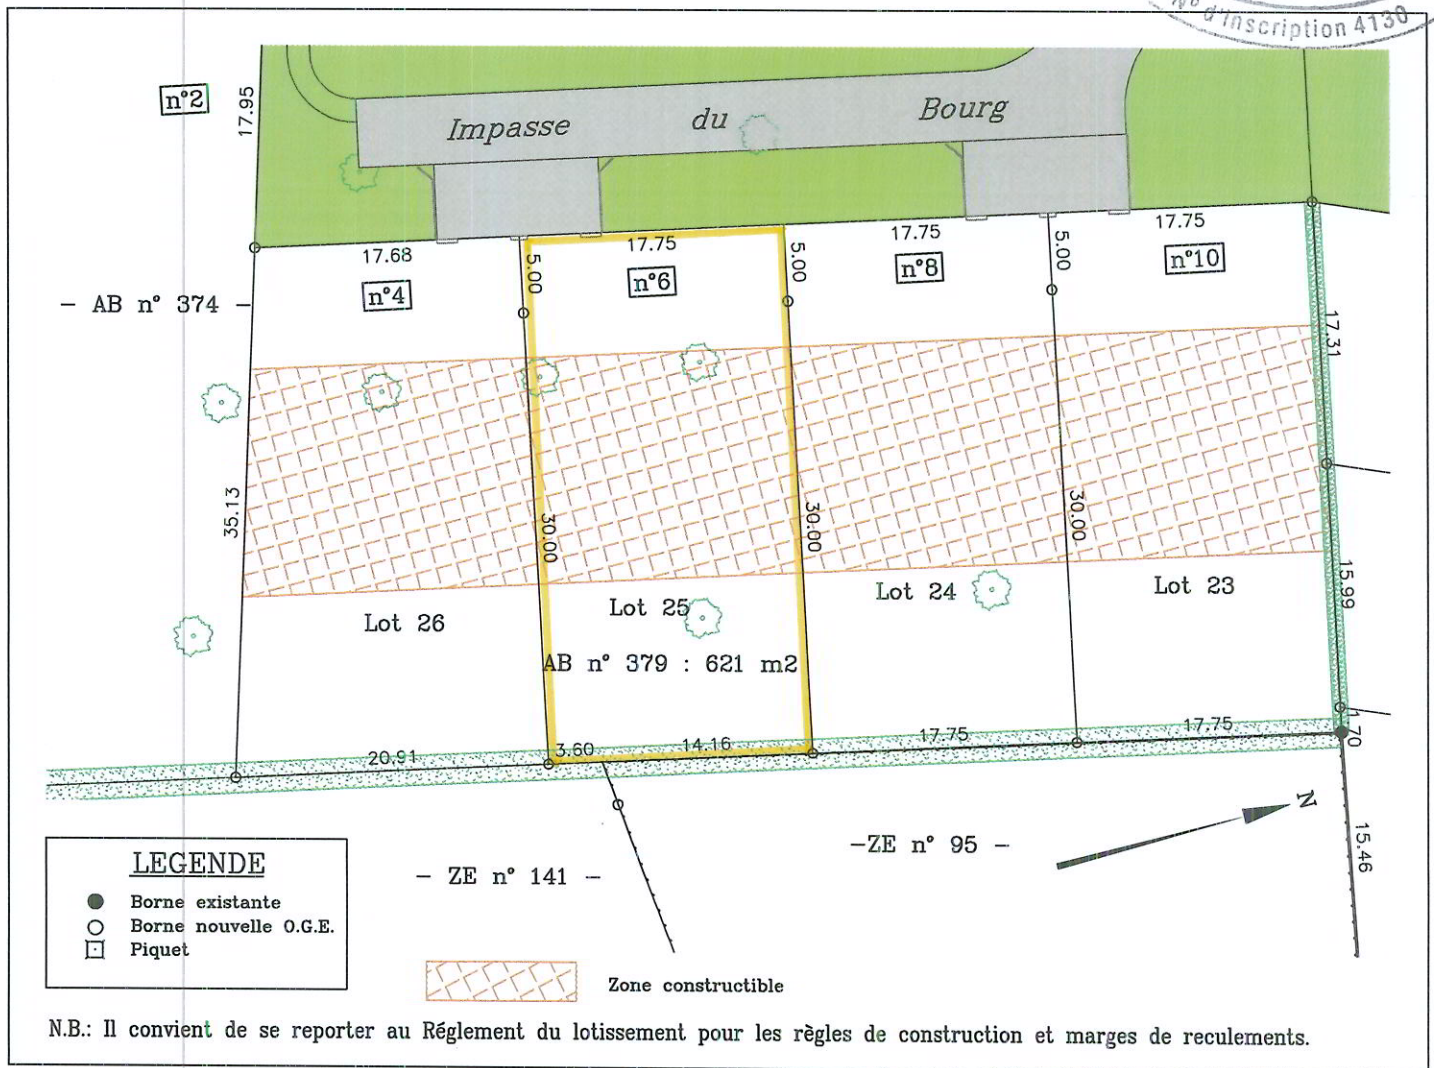 N° d'inscription 4130
n°2
17.95
Impasse du Bourg
17.68
17.75
17.75
17.75
n°4
5.00
n°6
5.00
n°8
5.00
n°10
- AB n° 374 -
17.31
35.13
30.00
30.00
30.00
15.99
Lot 26
Lot 25
Lot 24
Lot 23
AB n° 379 : 621 m2
20.91
3.60
14.16
17.75
17.75
1.70
N
15.46
-ZE n° 95 -
- ZE n° 141 -
LEGENDE
Borne existante
Borne nouvelle O.G.E.
Piquet
Zone constructible
N.B.: Il convient de se reporter au Réglement du lotissement pour les règles de construction et marges de reculements.